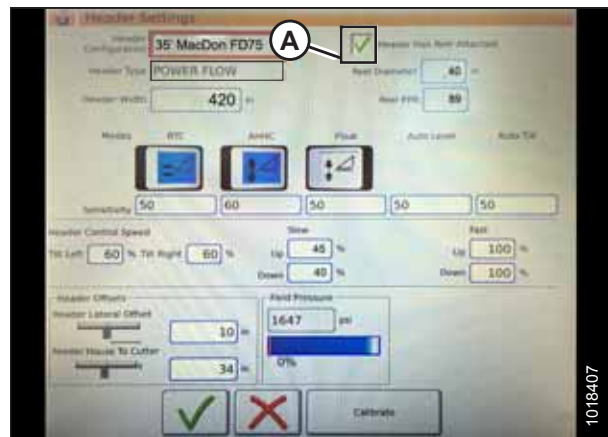 Header Settings
Header Configuration 35' MacDon FD75 A Header Has Reel Attached
Header Type POWER FLOW Reel Diameter 40 in
Header Width 420 in Reel PPR 89
Modes RTC AHHC Float Auto Level Auto Tilt
Sensitivity 50 60 50 50 50
Header Control Speed Slow Fast
Tilt Left 60 % Tilt Right 60 % Up 45 % Up 100 %
Down 40 % Down 100 %
Header Offsets Field Pressure
Header Lateral Offset 1647 psi
10 in
Feeder House To Cutter
34 in 0%
Calibrate
1018407